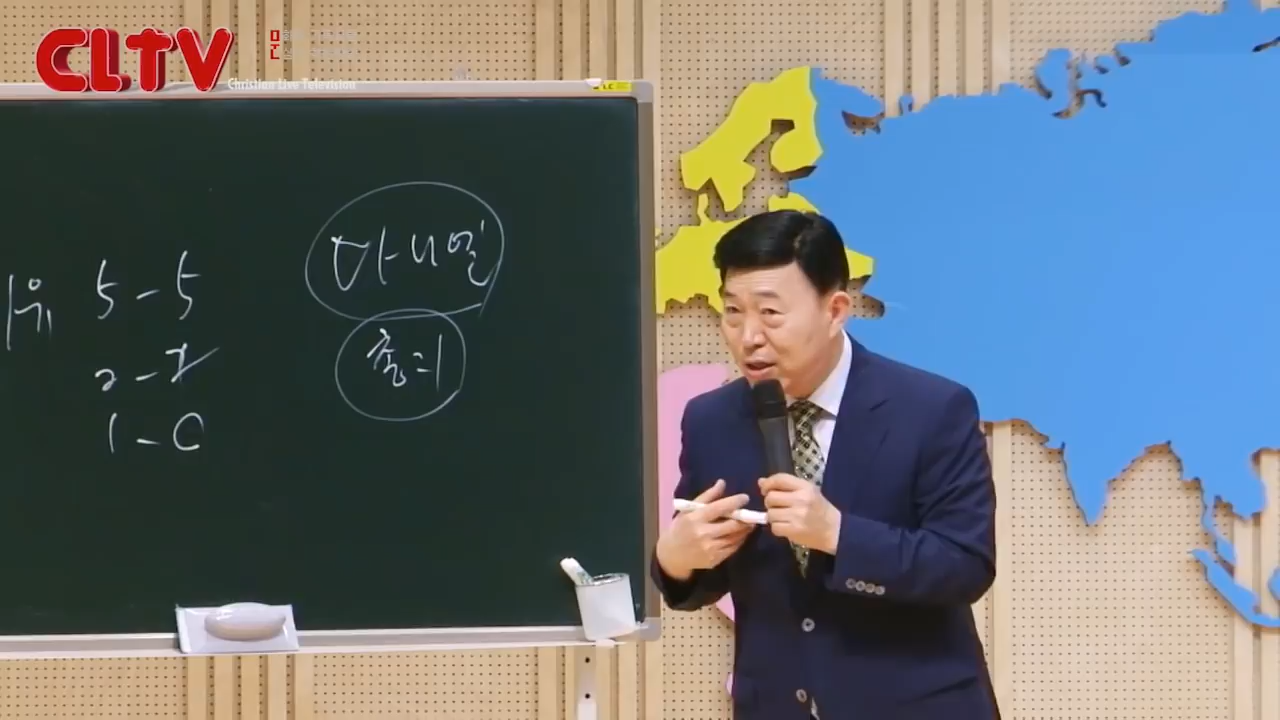 CLTV
Christian Live Television
5-5
2-2
1-0
다니엘
총리